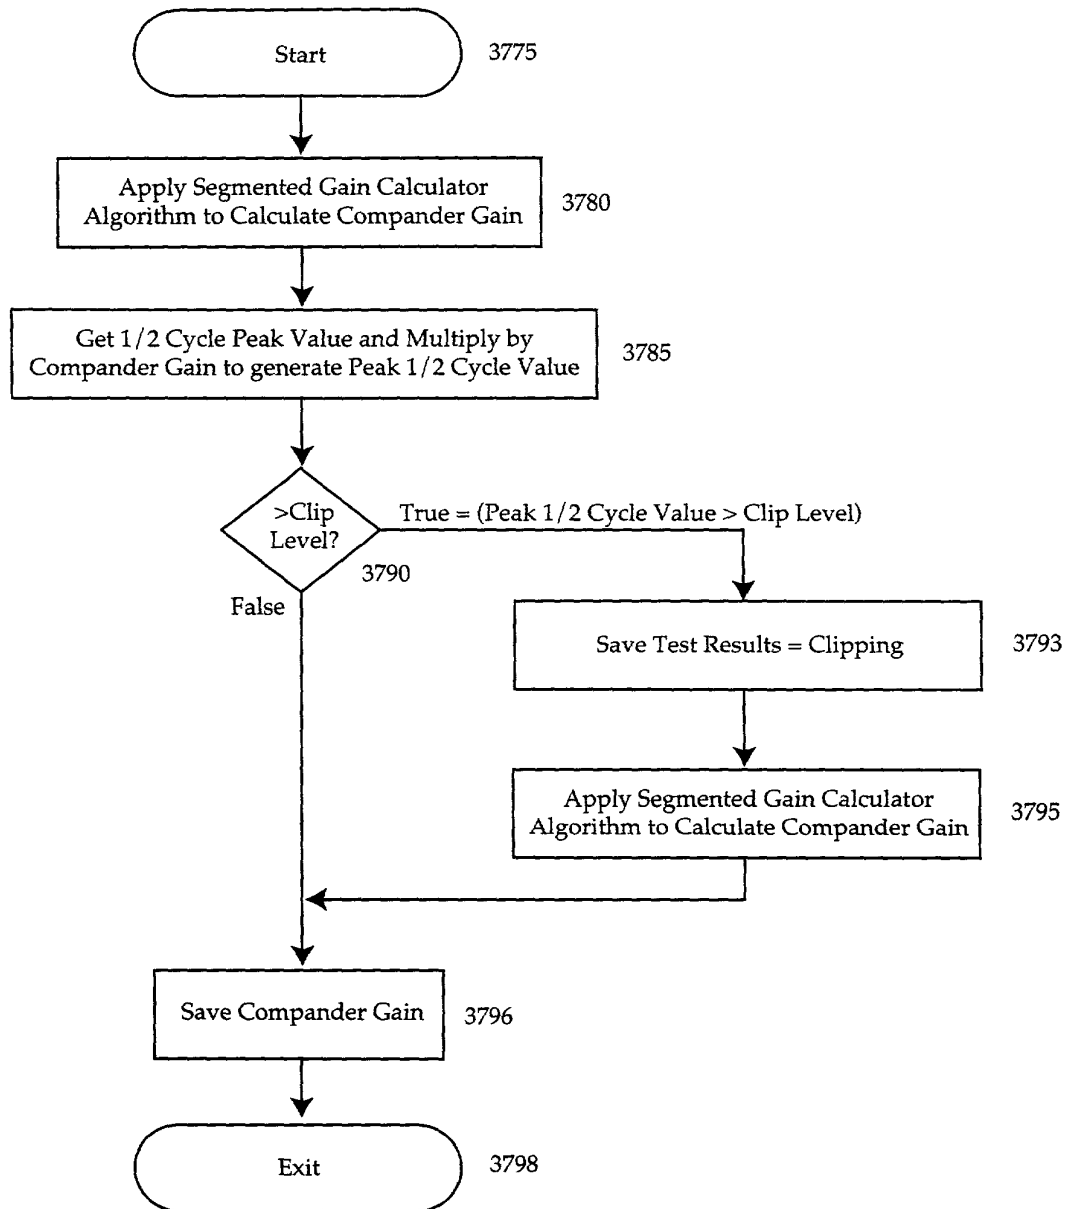 Start
3775
Apply Segmented Gain Calculator
Algorithm to Calculate Compander Gain
3780
Get 1/2 Cycle Peak Value and Multiply by
Compander Gain to generate Peak 1/2 Cycle Value
3785
>Clip
Level?
True = (Peak 1/2 Cycle Value > Clip Level)
3790
False
Save Test Results = Clipping
3793
Apply Segmented Gain Calculator
Algorithm to Calculate Compander Gain
3795
Save Compander Gain
3796
Exit
3798